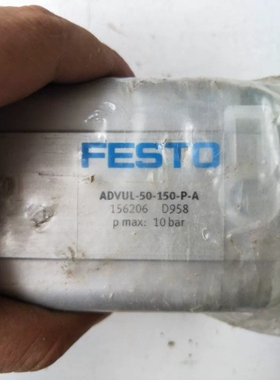 FESTO
ADVUL-50-150-P-A
156206 D958
p max: 10 bar